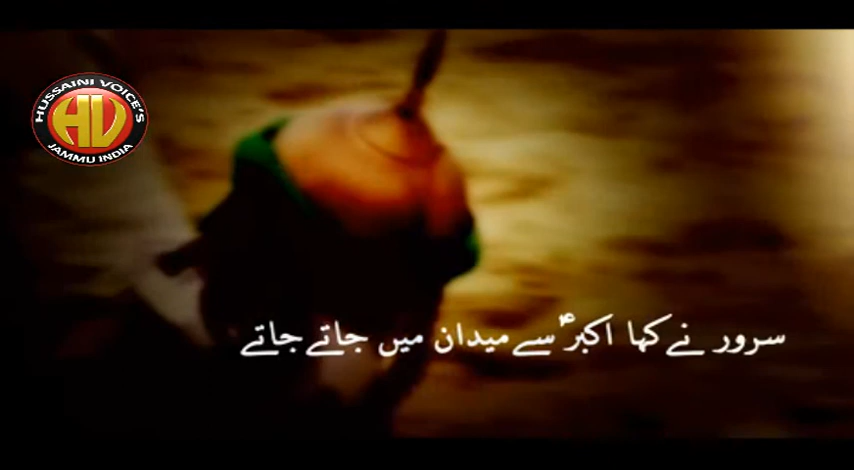 HUSSAINI VOICE'S
HV
JAMMU INDIA
سرور نے کہا اکبرؑ سے میدان میں جاتے جاتے